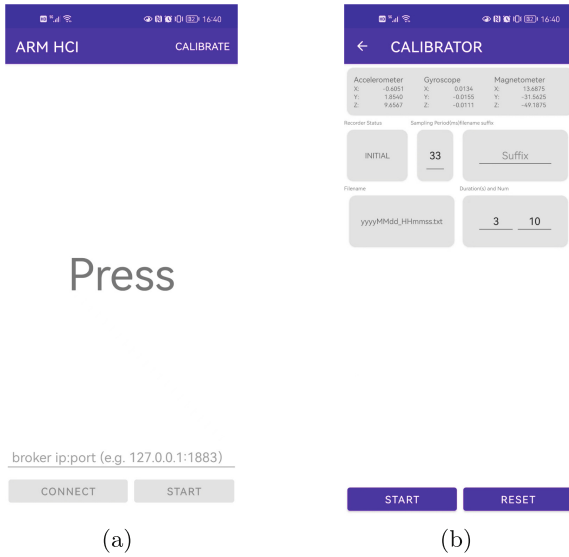 16:40
ARM HCI
CALIBRATE
Press
broker ip:port (e.g. 127.0.0.1:1883)
CONNECT
START
(a)
16:40
← CALIBRATOR
Accelerometer Gyroscope Magnetometer
X: -0.6051 X: 0.0134 X: 13.6875
Y: 1.8540 Y: -0.0155 Y: -31.5625
Z: 9.6567 Z: -0.0111 Z: -49.1875
Recorder Status Sampling Period(ms) filename suffix
INITIAL 33 Suffix
Filename Duration(s) and Num
yyyyMMdd_HHmmss.txt 3 10
START RESET
(b)